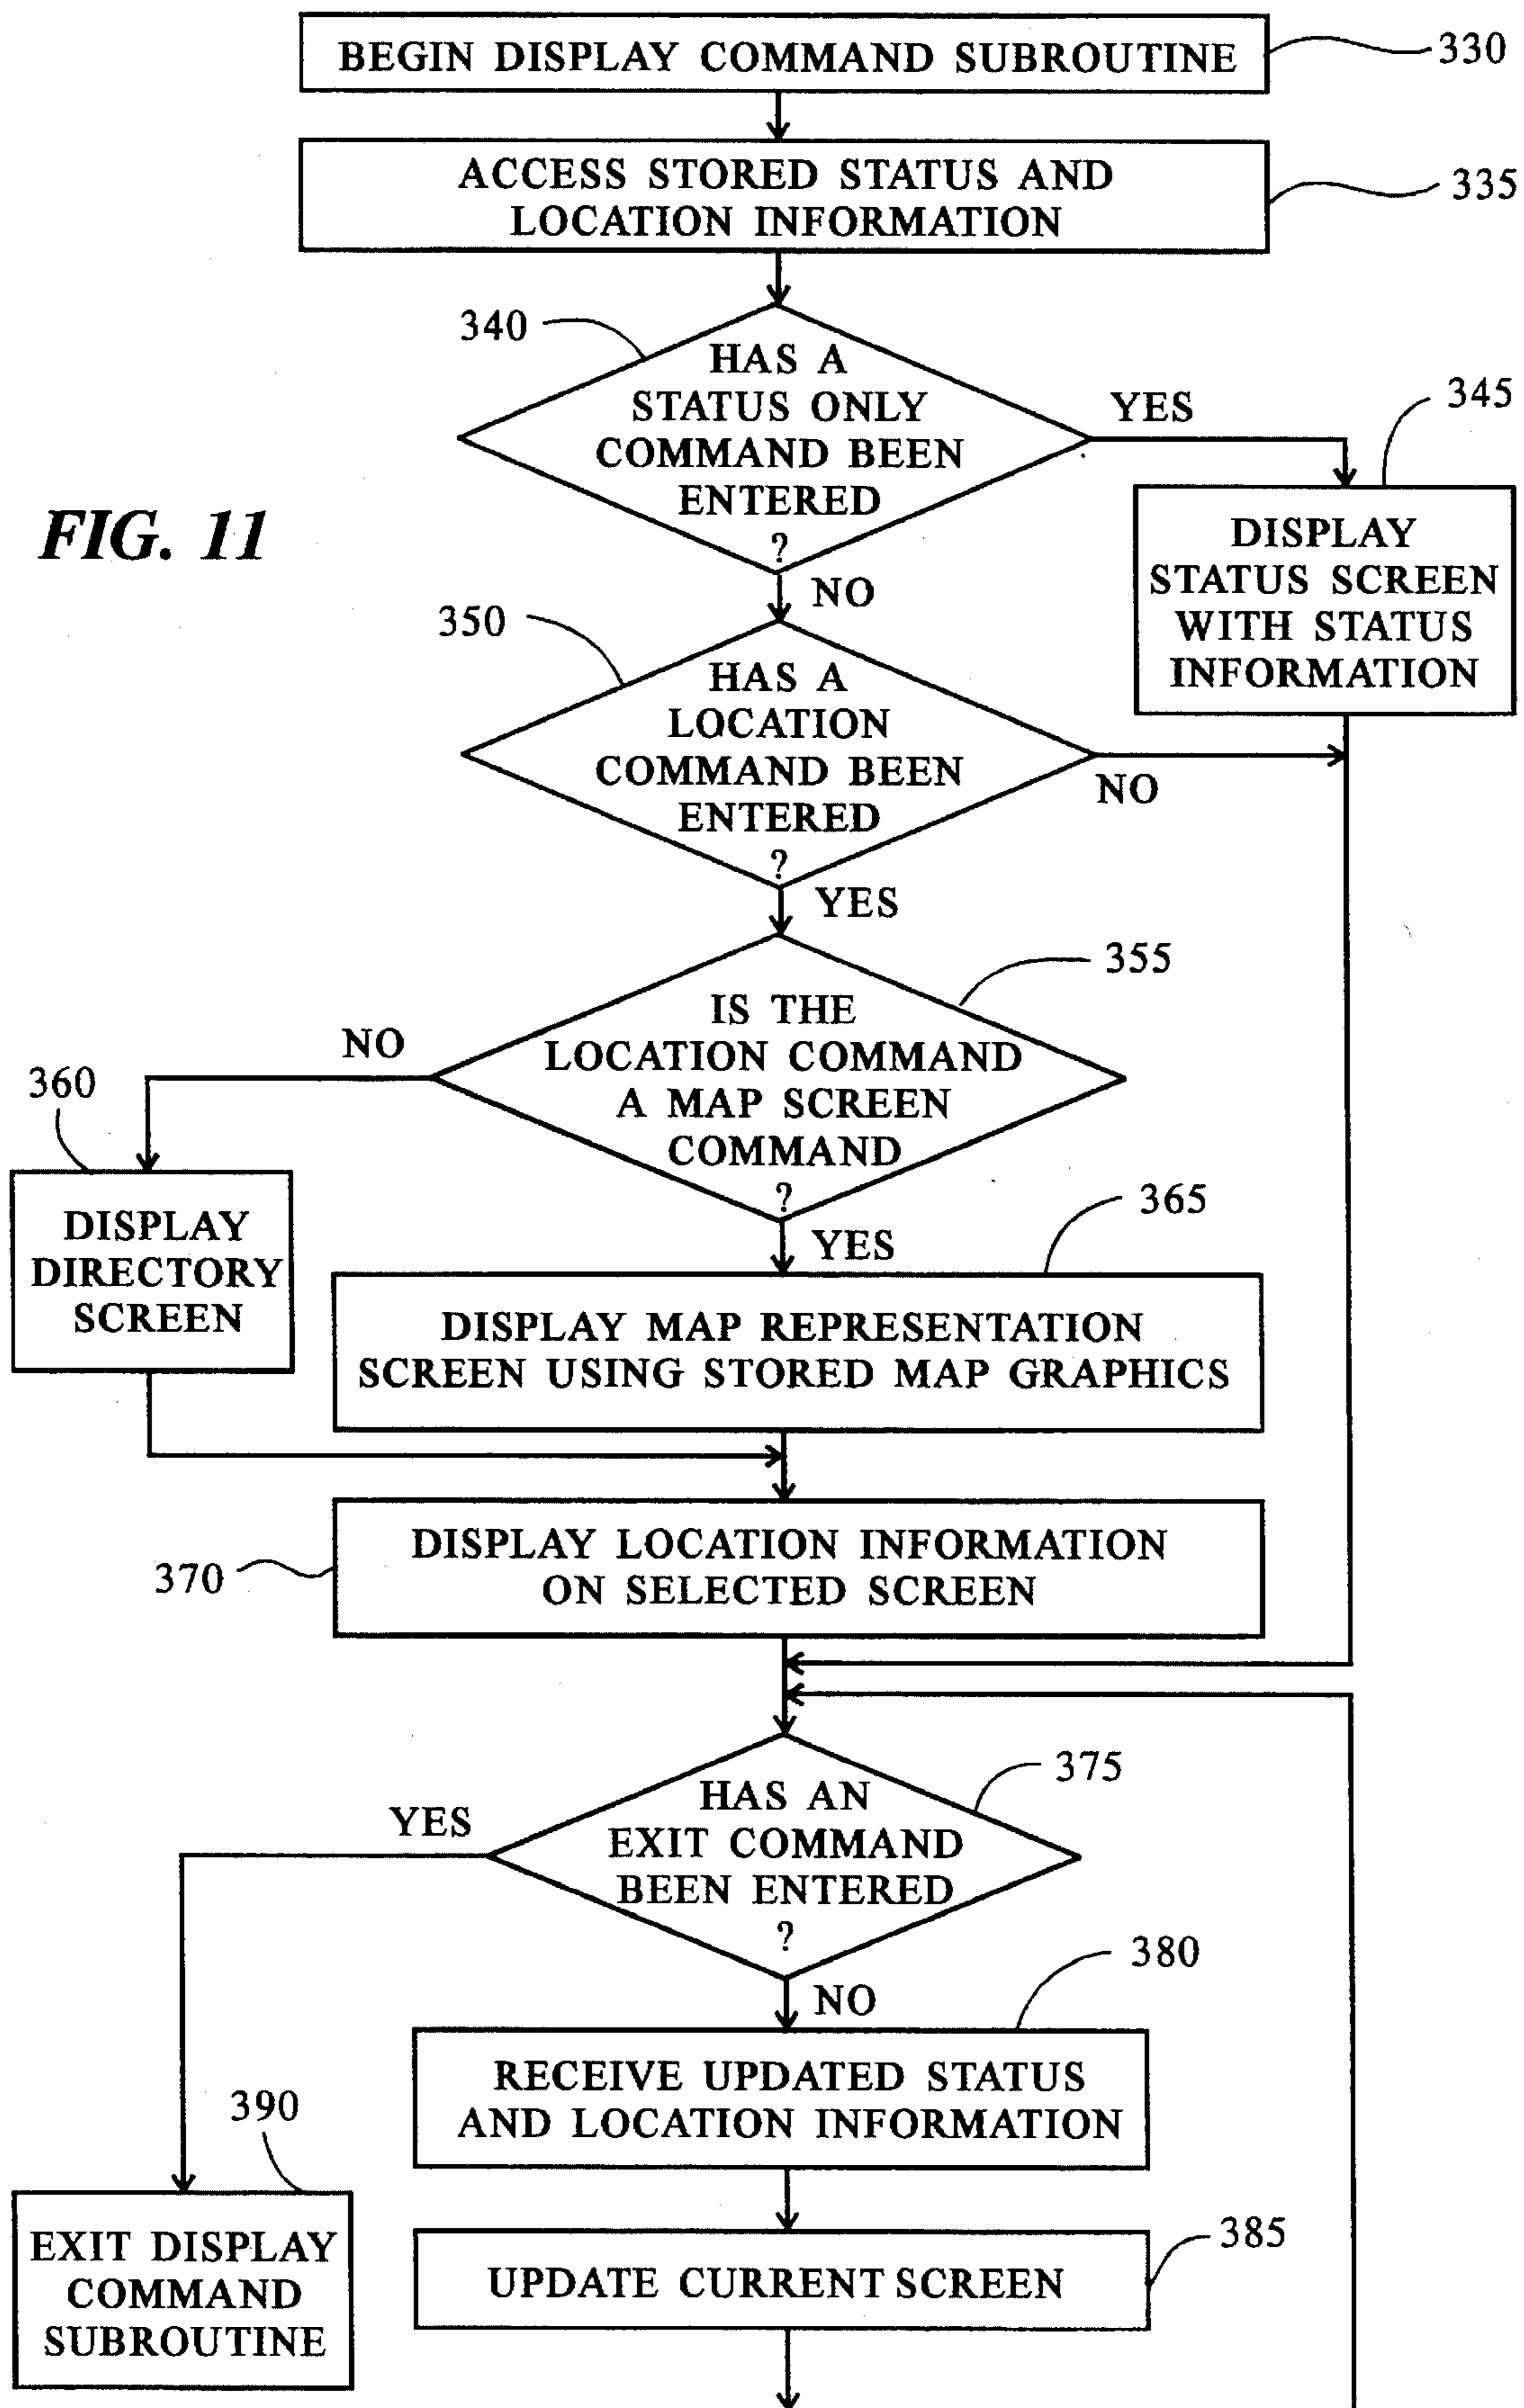 BEGIN DISPLAY COMMAND SUBROUTINE
330
ACCESS STORED STATUS AND
LOCATION INFORMATION
335
340
HAS A
STATUS ONLY
COMMAND BEEN
ENTERED
?
YES
345
DISPLAY
STATUS SCREEN
WITH STATUS
INFORMATION
FIG. 11
NO
350
HAS A
LOCATION
COMMAND BEEN
ENTERED
?
NO
YES
355
IS THE
LOCATION COMMAND
A MAP SCREEN
COMMAND
?
NO
360
DISPLAY
DIRECTORY
SCREEN
YES
365
DISPLAY MAP REPRESENTATION
SCREEN USING STORED MAP GRAPHICS
370
DISPLAY LOCATION INFORMATION
ON SELECTED SCREEN
375
HAS AN
EXIT COMMAND
BEEN ENTERED
?
YES
NO
380
RECEIVE UPDATED STATUS
AND LOCATION INFORMATION
390
EXIT DISPLAY
COMMAND
SUBROUTINE
385
UPDATE CURRENT SCREEN